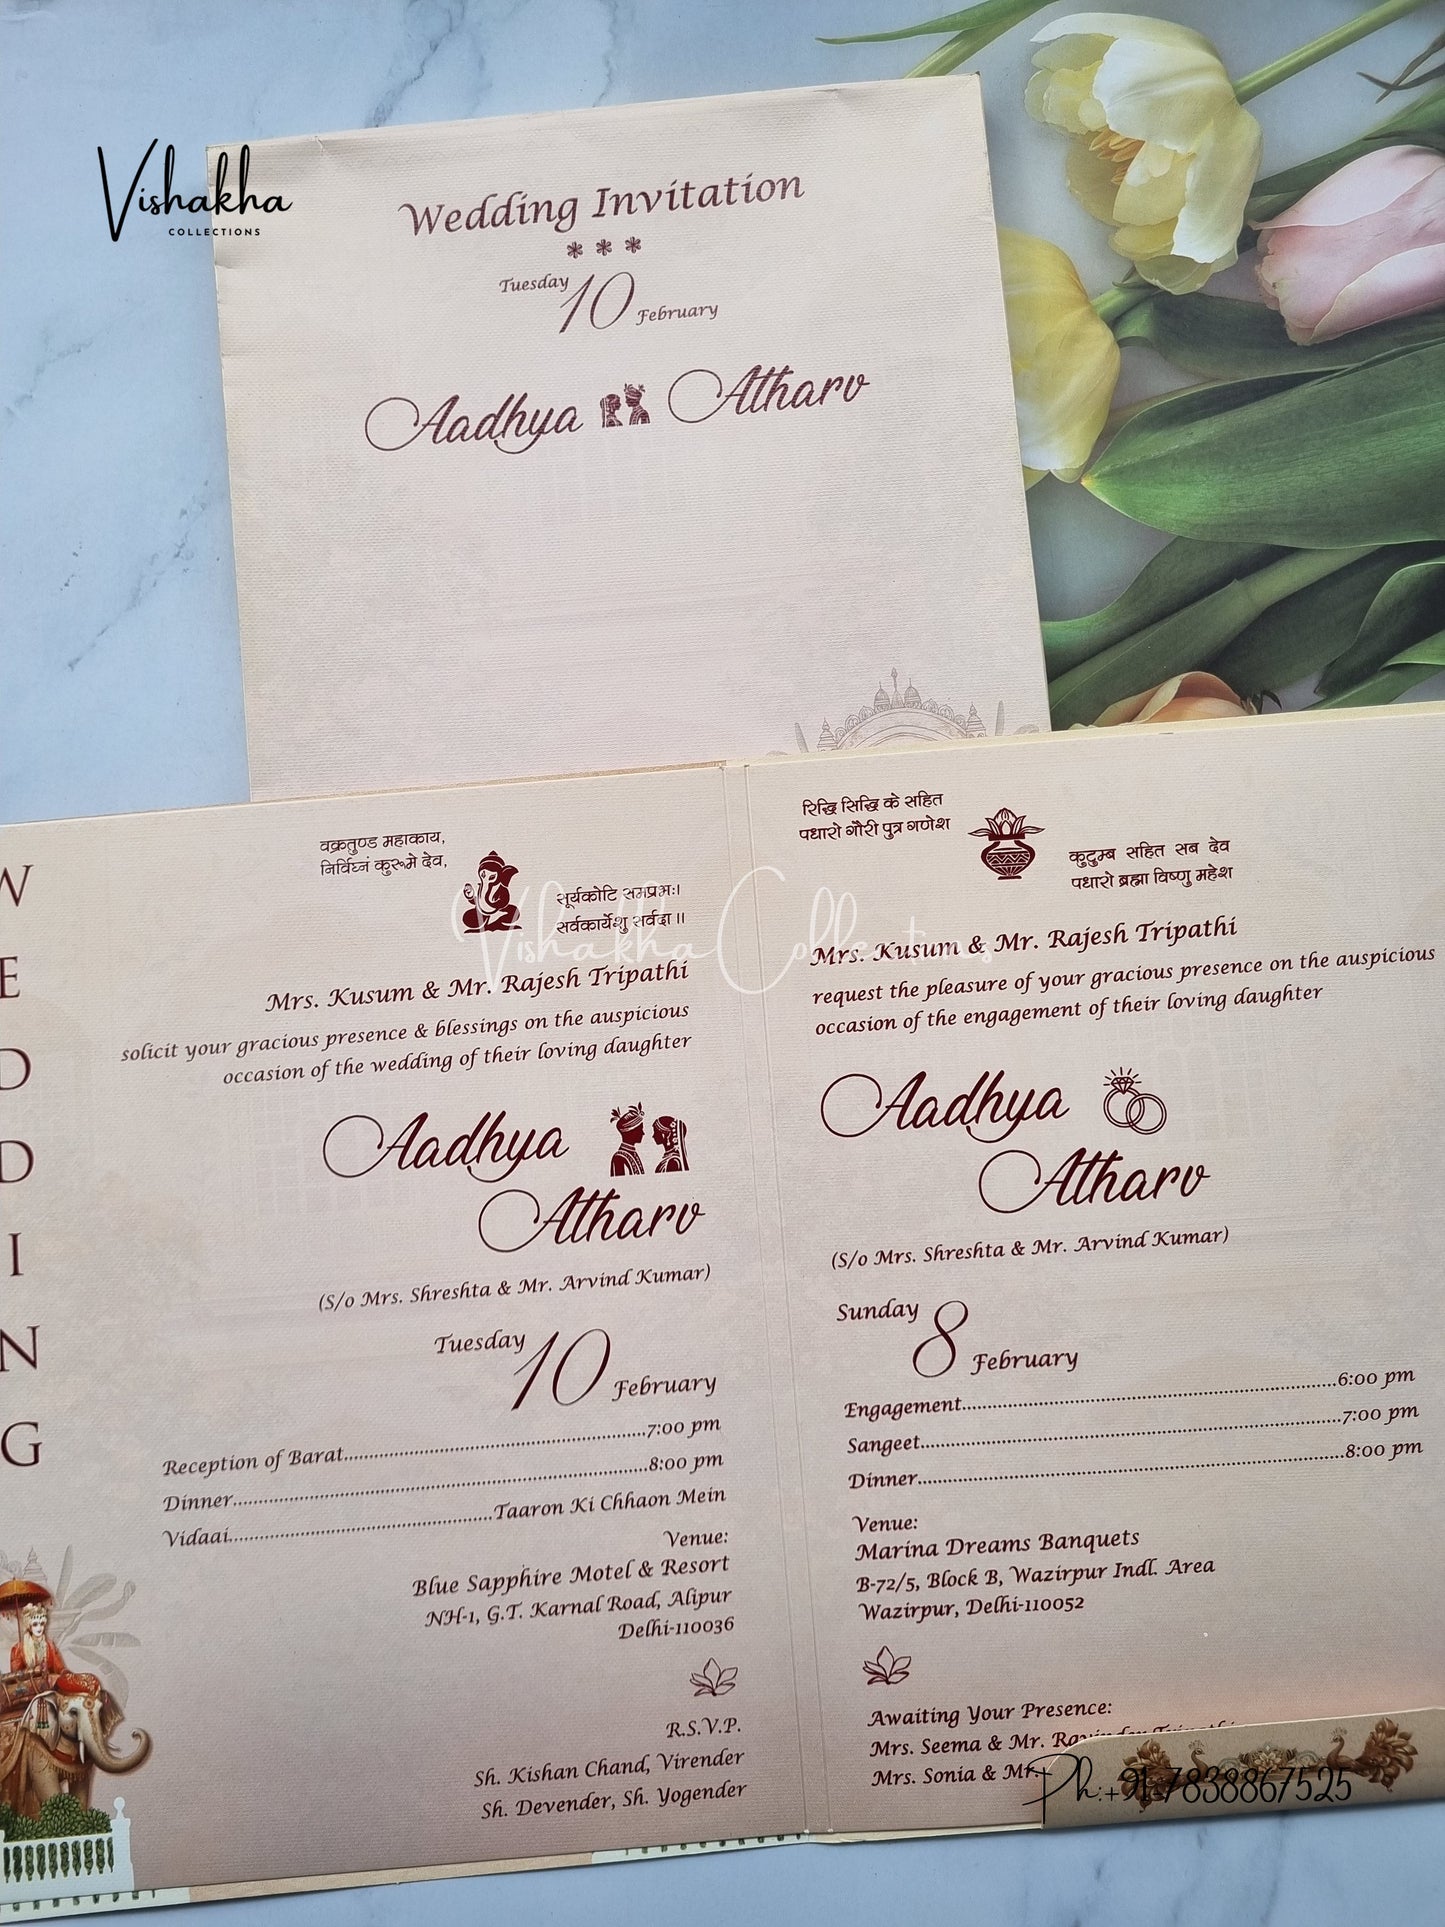 Vishakha
COLLECTIONS
Wedding Invitation
Tuesday 10 February
Aadhya Atharv
WEDDING
वक्रतुण्ड महाकाय,
निर्विघ्नं कुरूमे देव,
सूर्यकोटि समप्रभः।
सर्वकार्येशु सर्वदा॥
Mrs. Kusum & Mr. Rajesh Tripathi
solicit your gracious presence & blessings on the auspicious
occasion of the wedding of their loving daughter
Aadhya
Atharv
(S/o Mrs. Shreshta & Mr. Arvind Kumar)
Tuesday 10 February
Reception of Barat......7:00 pm
Dinner......8:00 pm
Vidaai......Taaron Ki Chhaon Mein
Venue:
Blue Sapphire Motel & Resort
NH-1, G.T. Karnal Road, Alipur
Delhi-110036
R.S.V.P.
Sh. Kishan Chand, Virender
Sh. Devender, Sh. Yogender
रिद्धि सिद्धि के सहित
पधारो गौरी पुत्र गणेश
कुटुम्ब सहित सब देव
पधारो ब्रह्मा विष्णु महेश
Mrs. Kusum & Mr. Rajesh Tripathi
request the pleasure of your gracious presence on the auspicious
occasion of the engagement of their loving daughter
Aadhya
Atharv
(S/o Mrs. Shreshta & Mr. Arvind Kumar)
Sunday 8 February
Engagement......6:00 pm
Sangeet......7:00 pm
Dinner......8:00 pm
Venue:
Marina Dreams Banquets
B-72/5, Block B, Wazirpur Indl. Area
Wazirpur, Delhi-110052
Awaiting Your Presence:
Mrs. Seema & Mr. Ravinder Tripathi
Mrs. Sonia & Mr.
Vishakha Collections
Ph:+91-7838867525